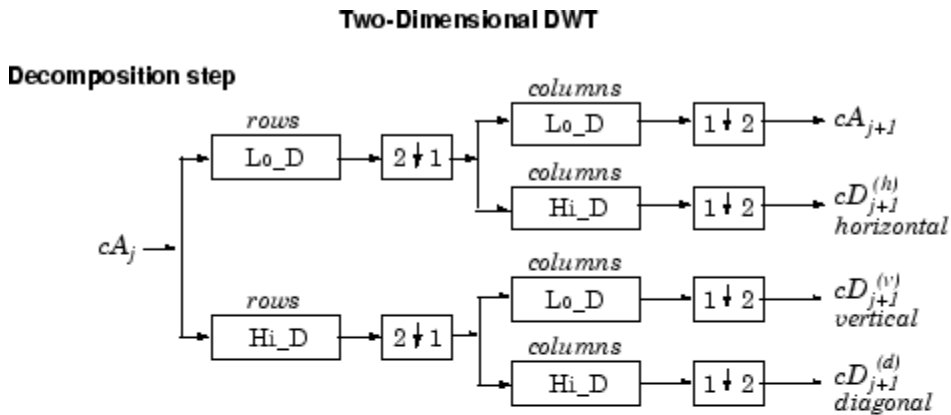 Two-Dimensional DWT
Decomposition step
columns
rows
Lo_D
1 ↓ 2
cA_{j+1}
Lo_D
2 ↓ 1
columns
Hi_D
1 ↓ 2
cD_{j+1}^{(h)}
horizontal
cA_j
columns
rows
Lo_D
1 ↓ 2
cD_{j+1}^{(v)}
vertical
Hi_D
2 ↓ 1
columns
Hi_D
1 ↓ 2
cD_{j+1}^{(d)}
diagonal